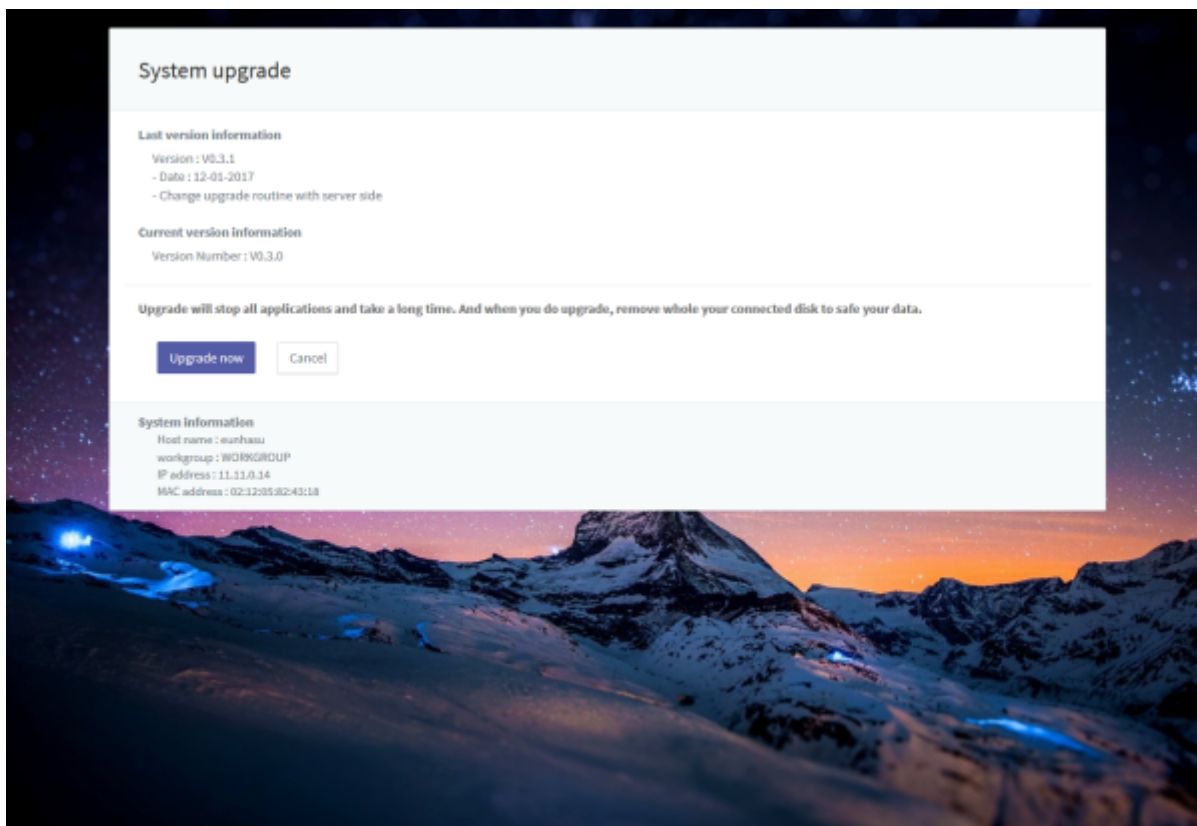 System upgrade
Last version information
Version : V0.3.1
- Date : 12-01-2017
- Change upgrade routine with server side
Current version information
Version Number : V0.3.0
Upgrade will stop all applications and take a long time. And when you do upgrade, remove whole your connected disk to safe your data.
Upgrade now
Cancel
System information
Host name : eunhasu
workgroup : WORKGROUP
IP address : 11.11.0.14
MAC address : 02:12:05:82:43:18